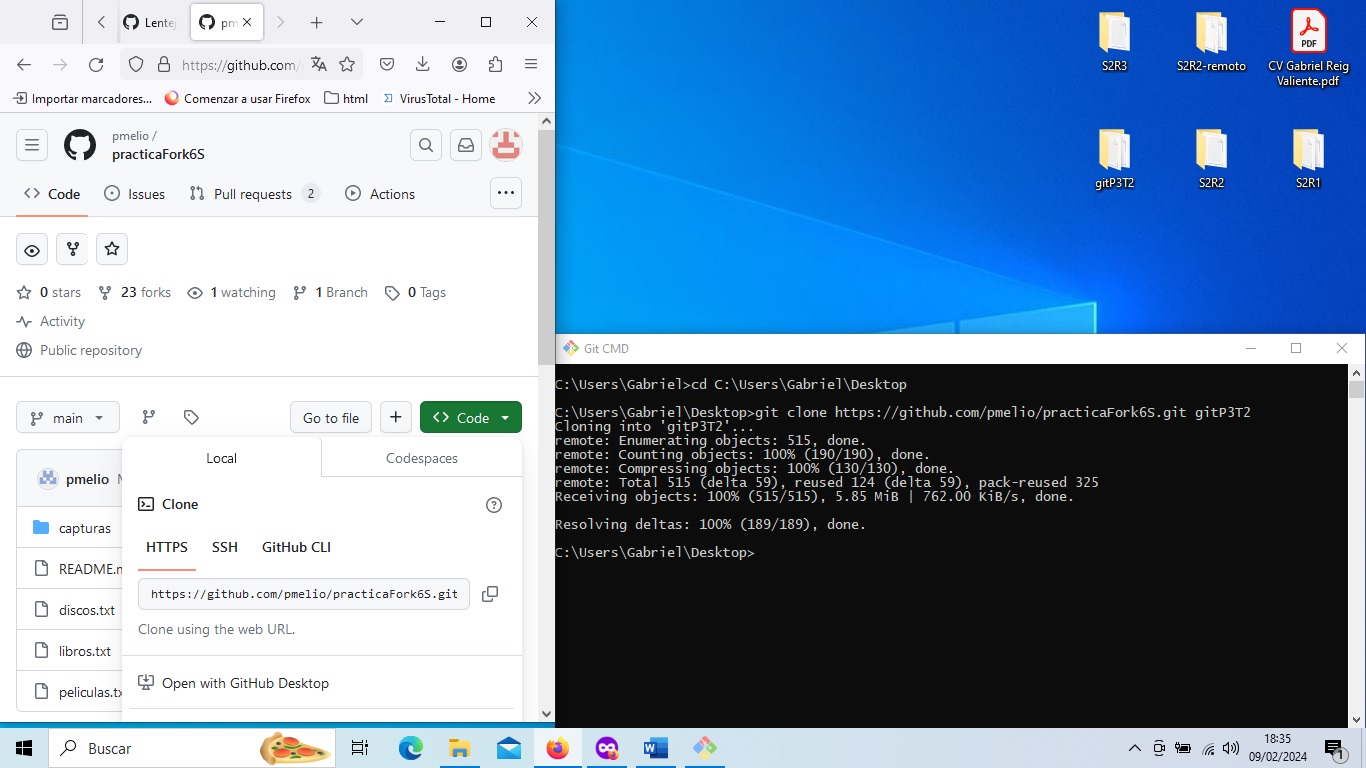 Lente
pm
https://github.com/
Importar marcadores...
Comenzar a usar Firefox
html
VirusTotal - Home
pmelio /
practicaFork6S
Code
Issues
Pull requests 2
Actions
0 stars
23 forks
1 watching
1 Branch
0 Tags
Activity
Public repository
main
Go to file
Code
Local
Codespaces
pmelio
Clone
capturas
HTTPS
SSH
GitHub CLI
README.m
https://github.com/pmelio/practicaFork6S.git
discos.txt
Clone using the web URL.
libros.txt
Open with GitHub Desktop
peliculas.tx
S2R3
S2R2-remoto
PDF
CV Gabriel Reig
Valiente.pdf
gitP3T2
S2R2
S2R1
Git CMD
C:\Users\Gabriel>cd C:\Users\Gabriel\Desktop
C:\Users\Gabriel\Desktop>git clone https://github.com/pmelio/practicaFork6S.git gitP3T2
Cloning into 'gitP3T2'...
remote: Enumerating objects: 515, done.
remote: Counting objects: 100% (190/190), done.
remote: Compressing objects: 100% (130/130), done.
remote: Total 515 (delta 59), reused 124 (delta 59), pack-reused 325
Receiving objects: 100% (515/515), 5.85 MiB | 762.00 KiB/s, done.
Resolving deltas: 100% (189/189), done.
C:\Users\Gabriel\Desktop>
Buscar
W
18:35
09/02/2024
1